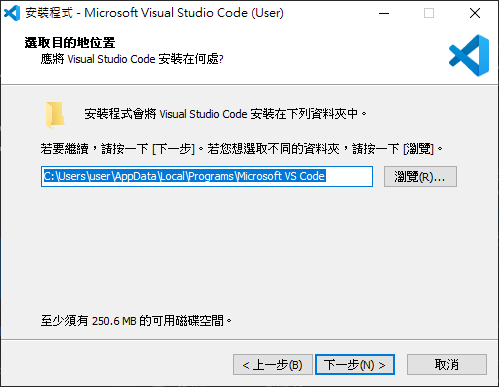 安裝程式 - Microsoft Visual Studio Code (User)
選取目的地位置
應將 Visual Studio Code 安裝在何處?
安裝程式會將 Visual Studio Code 安裝在下列資料夾中。
若要繼續，請按一下 [下一步]。若您想選取不同的資料夾，請按一下 [瀏覽]。
C:\Users\user\AppData\Local\Programs\Microsoft VS Code
瀏覽(R)...
至少須有 250.6 MB 的可用磁碟空間。
< 上一步(B)
下一步(N) >
取消